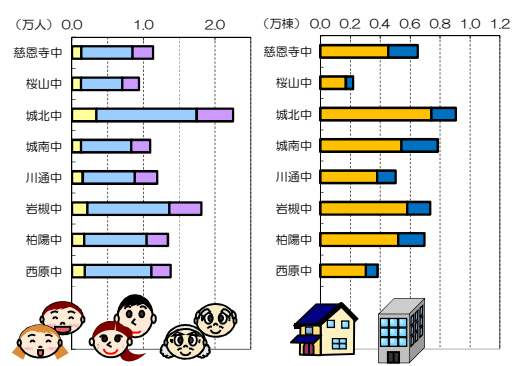 (万人) 0.0 1.0 2.0
慈恩寺中
桜山中
城北中
城南中
川通中
岩槻中
柏陽中
西原中
(万棟) 0.0 0.2 0.4 0.6 0.8 1.0 1.2
慈恩寺中
桜山中
城北中
城南中
川通中
岩槻中
柏陽中
西原中